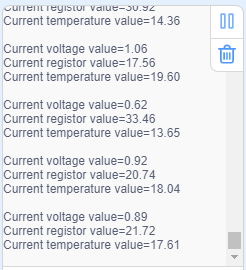 Current registor value=30.92
Current temperature value=14.36
Current voltage value=1.06
Current registor value=17.56
Current temperature value=19.60
Current voltage value=0.62
Current registor value=33.46
Current temperature value=13.65
Current voltage value=0.92
Current registor value=20.74
Current temperature value=18.04
Current voltage value=0.89
Current registor value=21.72
Current temperature value=17.61